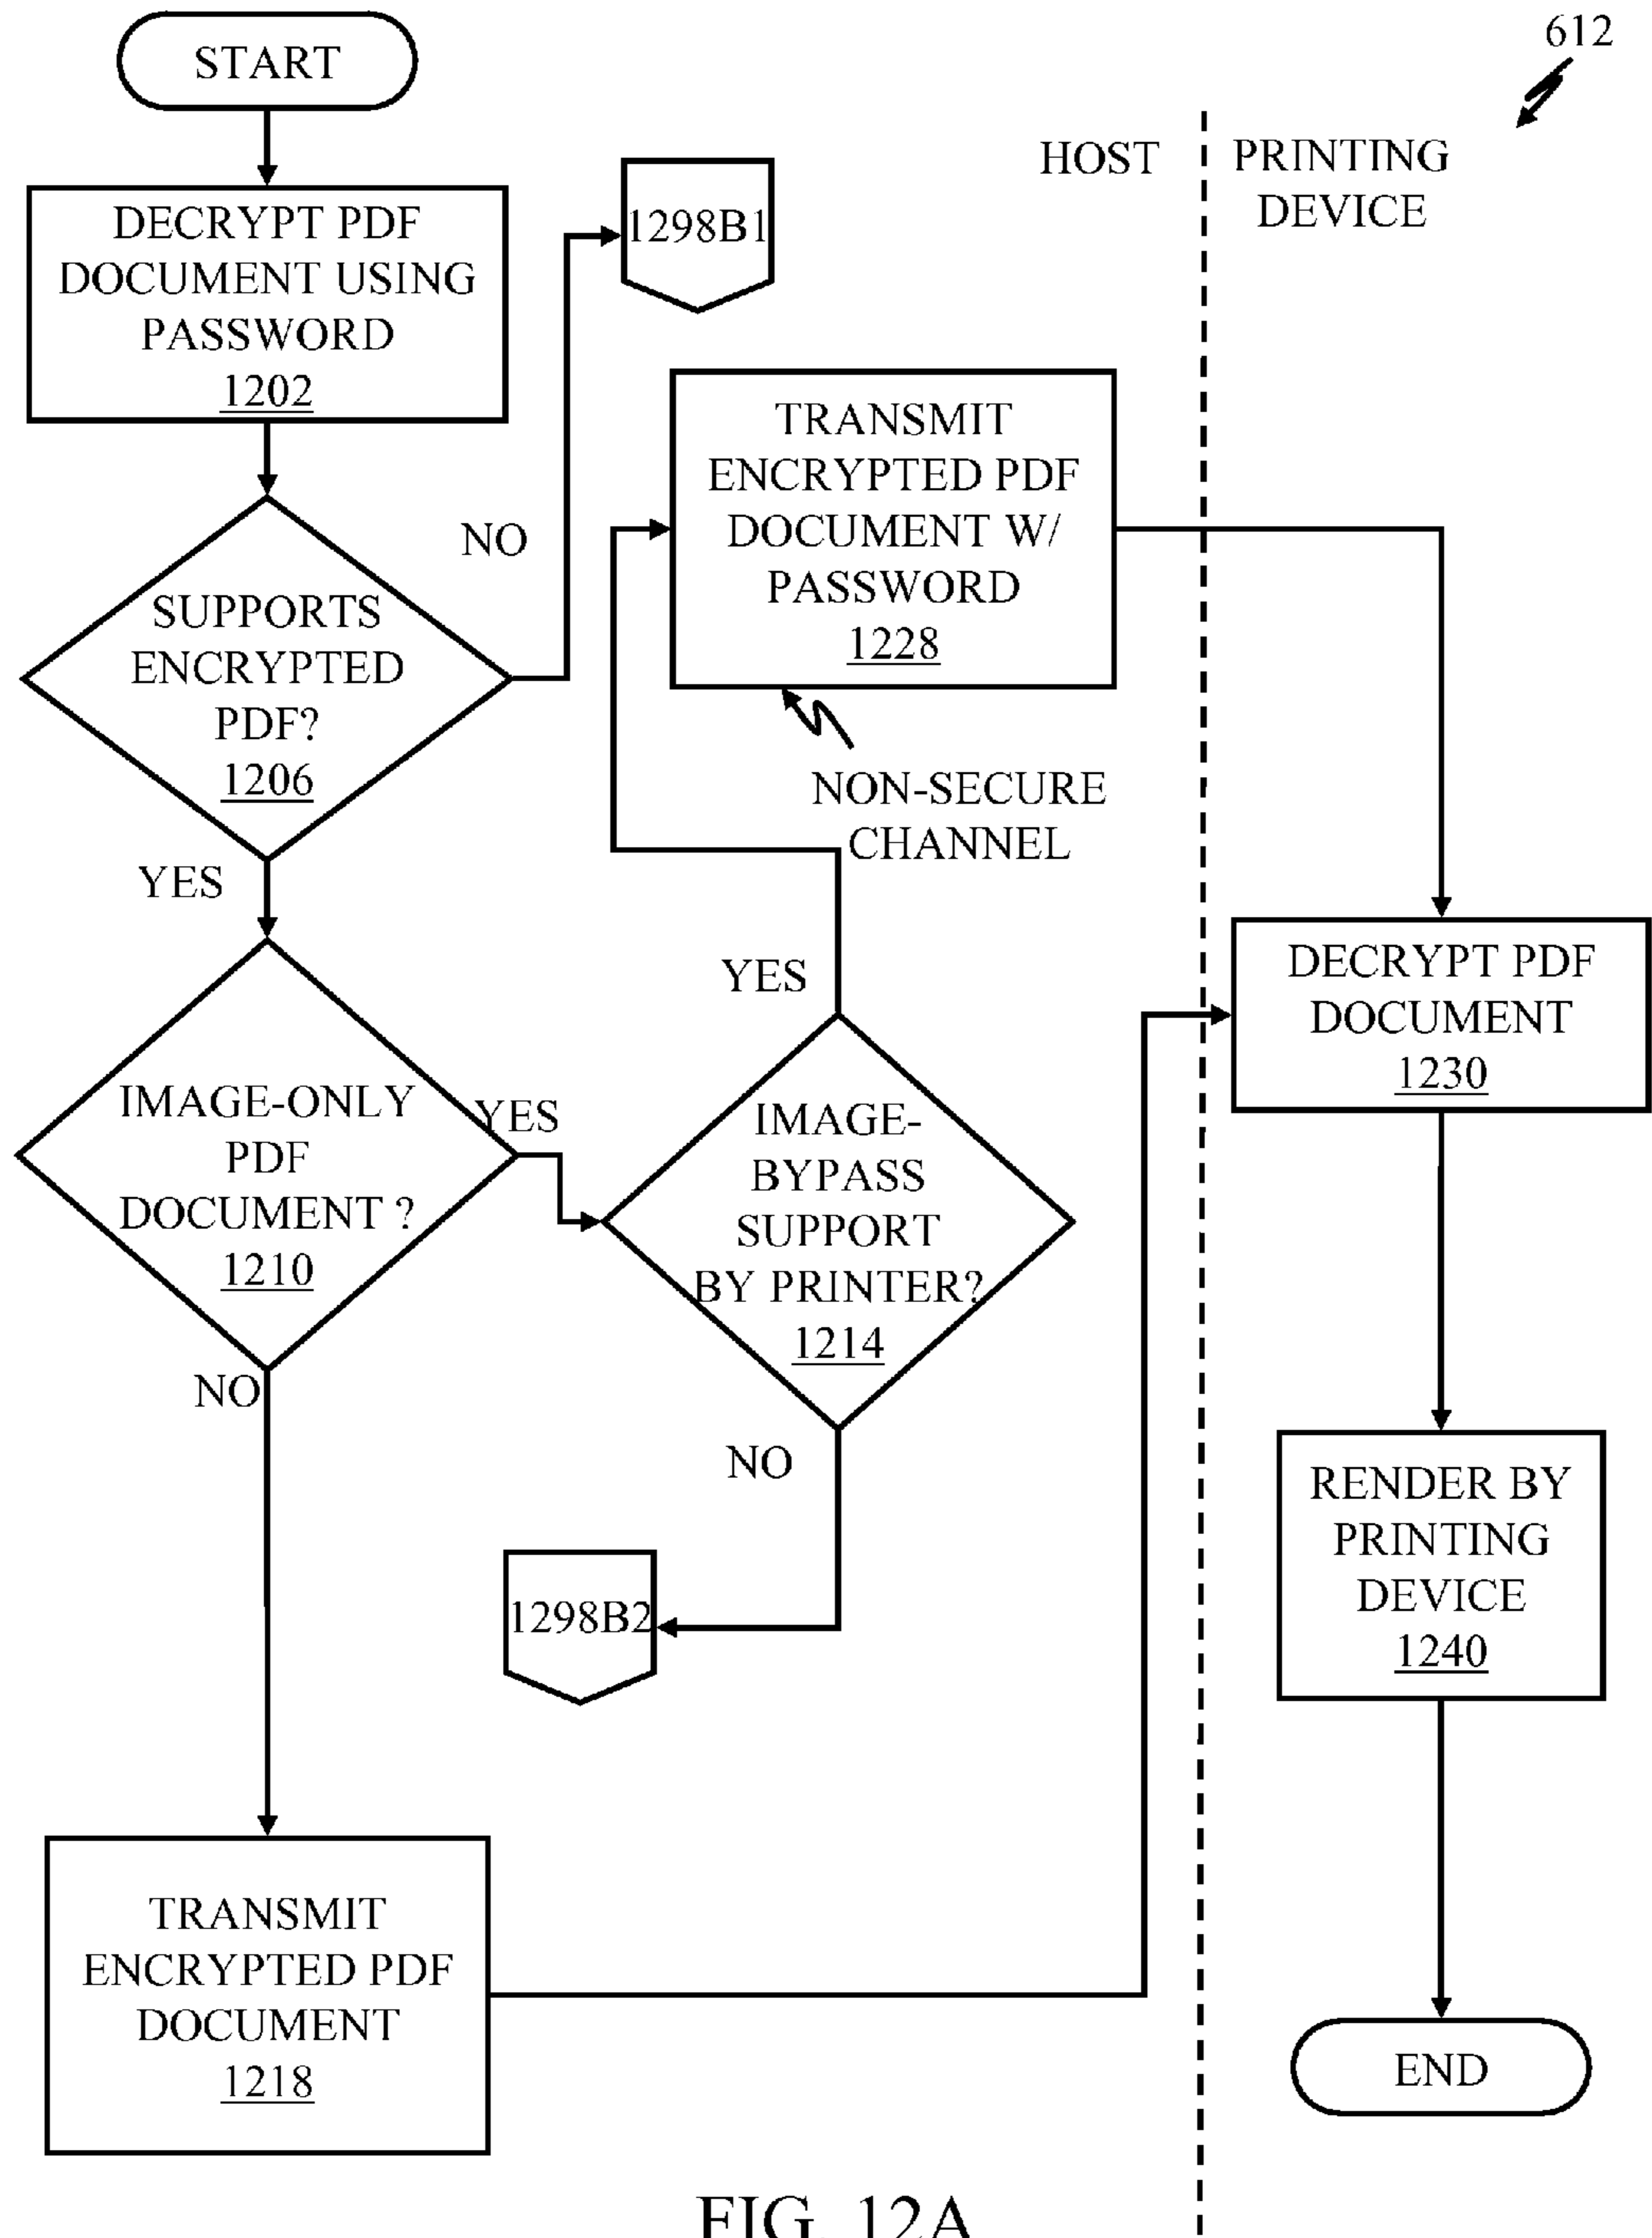 START
612
HOST
PRINTING
DEVICE
DECRYPT PDF
DOCUMENT USING
PASSWORD
1202
1298B1
TRANSMIT
ENCRYPTED PDF
DOCUMENT W/
PASSWORD
1228
NO
SUPPORTS
ENCRYPTED
PDF?
1206
NON-SECURE
CHANNEL
YES
YES
DECRYPT PDF
DOCUMENT
1230
IMAGE-ONLY
PDF
DOCUMENT ?
1210
YES
IMAGE-
BYPASS
SUPPORT
BY PRINTER?
1214
NO
NO
RENDER BY
PRINTING
DEVICE
1240
1298B2
TRANSMIT
ENCRYPTED PDF
DOCUMENT
1218
END
FIG. 12A